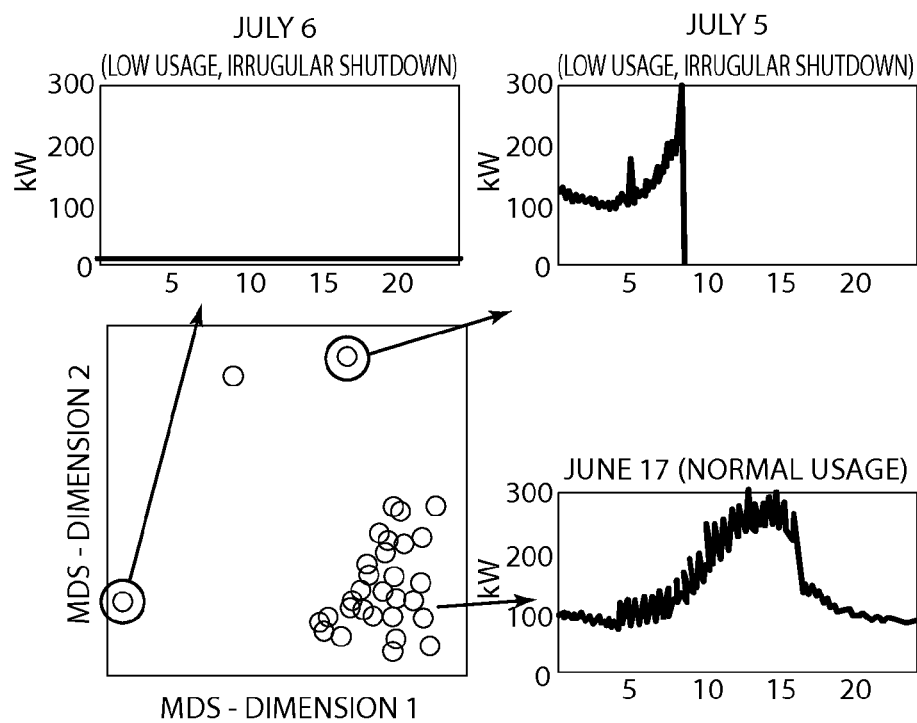 JULY 6
(LOW USAGE, IRRUGULAR SHUTDOWN)
300
200
100
0
kW
5 10 15 20
JULY 5
(LOW USAGE, IRRUGULAR SHUTDOWN)
300
200
100
0
kW
5 10 15 20
MDS - DIMENSION 2
MDS - DIMENSION 1
JUNE 17 (NORMAL USAGE)
300
200
100
0
kW
5 10 15 20